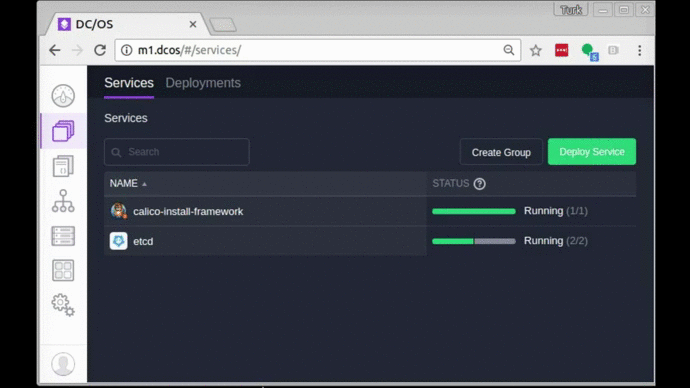 DC/OS
Turk
m1.dcos/#/services/
Services Deployments
Services
Search
Create Group
Deploy Service
NAME
STATUS
calico-install-framework
Running (1/1)
etcd
Running (2/2)